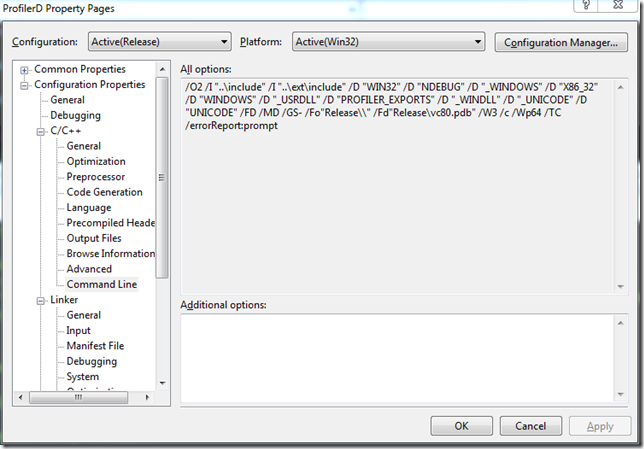 ProfilerD Property Pages
Configuration: Active(Release) Platform: Active(Win32) Configuration Manager...
Common Properties
Configuration Properties
General
Debugging
C/C++
General
Optimization
Preprocessor
Code Generation
Language
Precompiled Heade
Output Files
Browse Information
Advanced
Command Line
Linker
General
Input
Manifest File
Debugging
System
All options:
/O2 /I "..\include" /I "..\ext\include" /D "WIN32" /D "NDEBUG" /D "_WINDOWS" /D "X86_32"
/D "WINDOWS" /D "_USRDLL" /D "PROFILER_EXPORTS" /D "_WINDLL" /D "_UNICODE" /D
"UNICODE" /FD /MD /GS- /Fo"Release\\" /Fd"Release\vc80.pdb" /W3 /c /Wp64 /TC
/errorReport:prompt
Additional options:
OK Cancel Apply